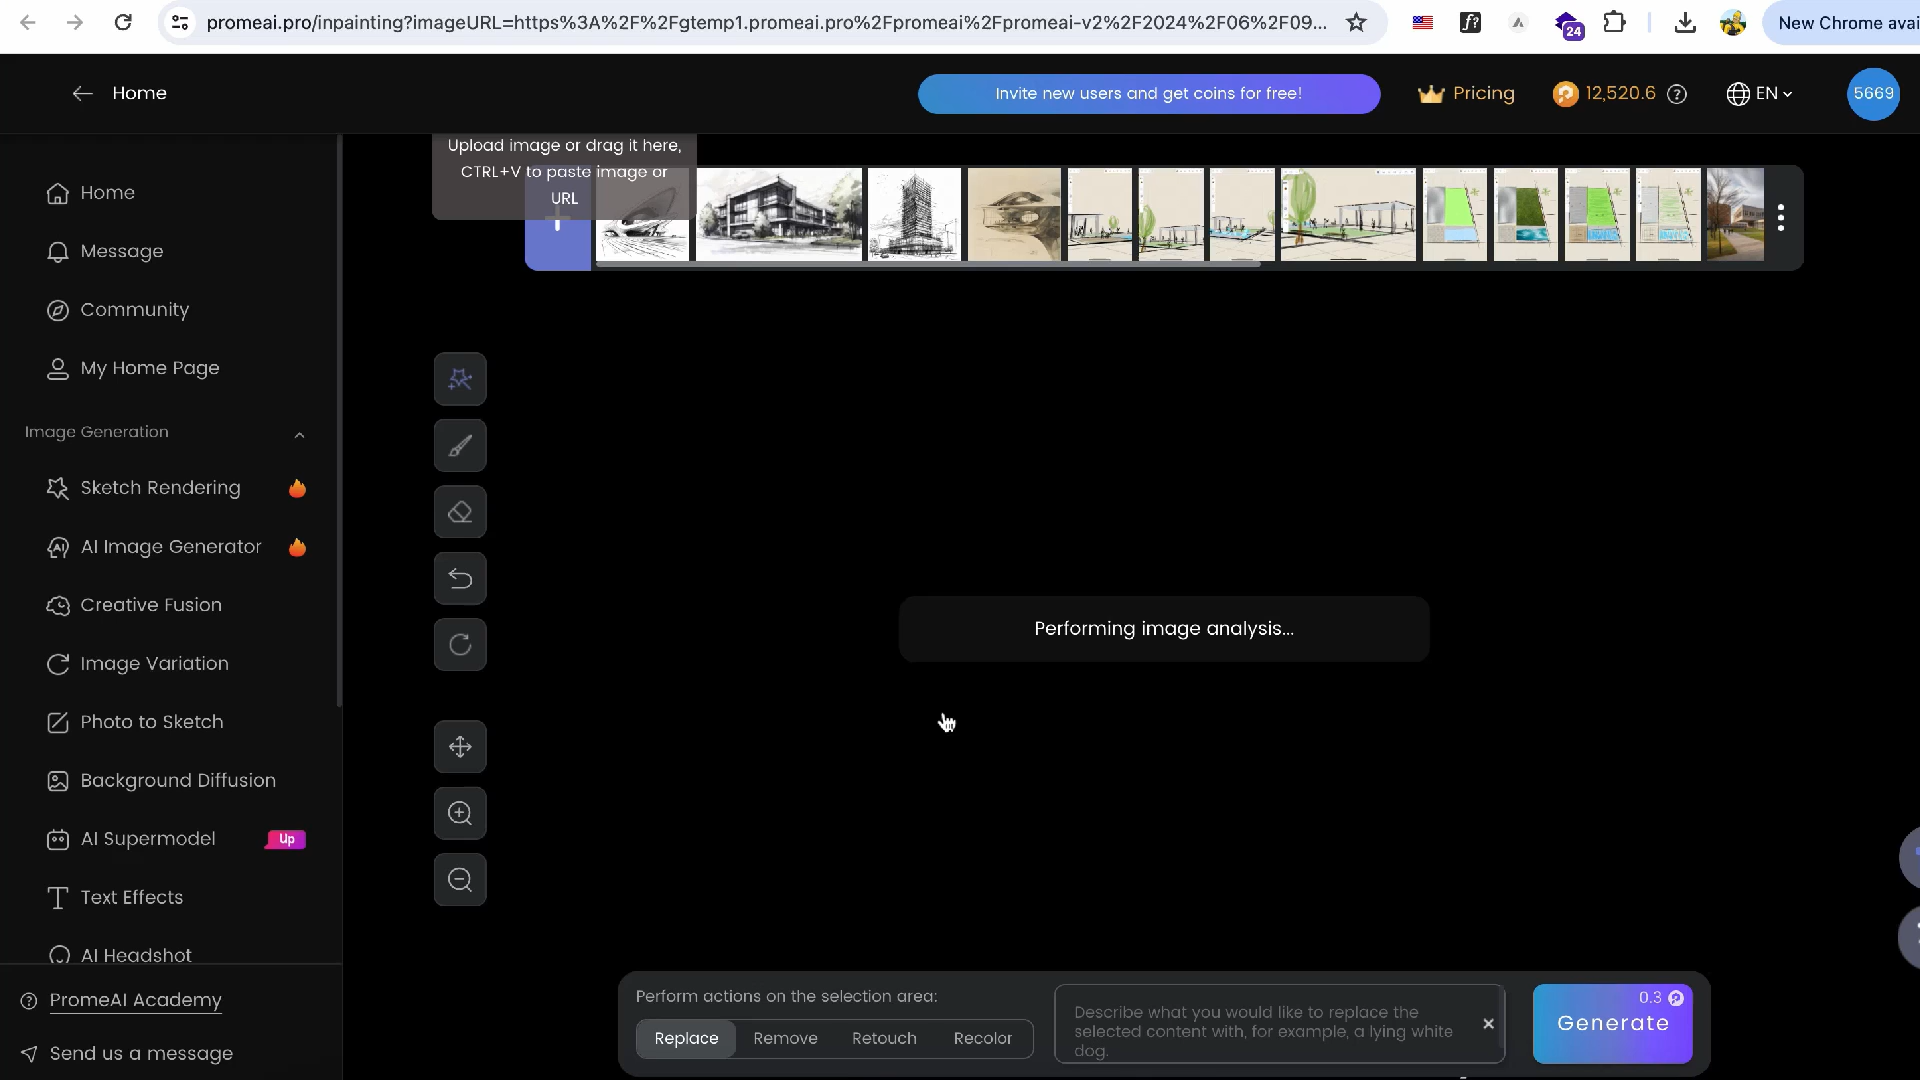 promeai.pro/inpainting?imageURL=https%3A%2F%2Fgtemp1.promeai.pro%2Fpromeai%2Fpromeai-v2%2F2024%2F06%2F09...
24
New Chrome avai
Home
Invite new users and get coins for free!
Pricing
12,520.6
EN
5669
Upload image or drag it here,
CTRL+V to paste image or
URL
Home
Message
Community
My Home Page
Image Generation
Sketch Rendering
AI Image Generator
Creative Fusion
Image Variation
Photo to Sketch
Background Diffusion
AI Supermodel
Up
Text Effects
AI Headshot
PromeAI Academy
Send us a message
Performing image analysis...
Perform actions on the selection area:
Replace
Remove
Retouch
Recolor
Describe what you would like to replace the
selected content with, for example, a lying white
dog.
0.3
Generate